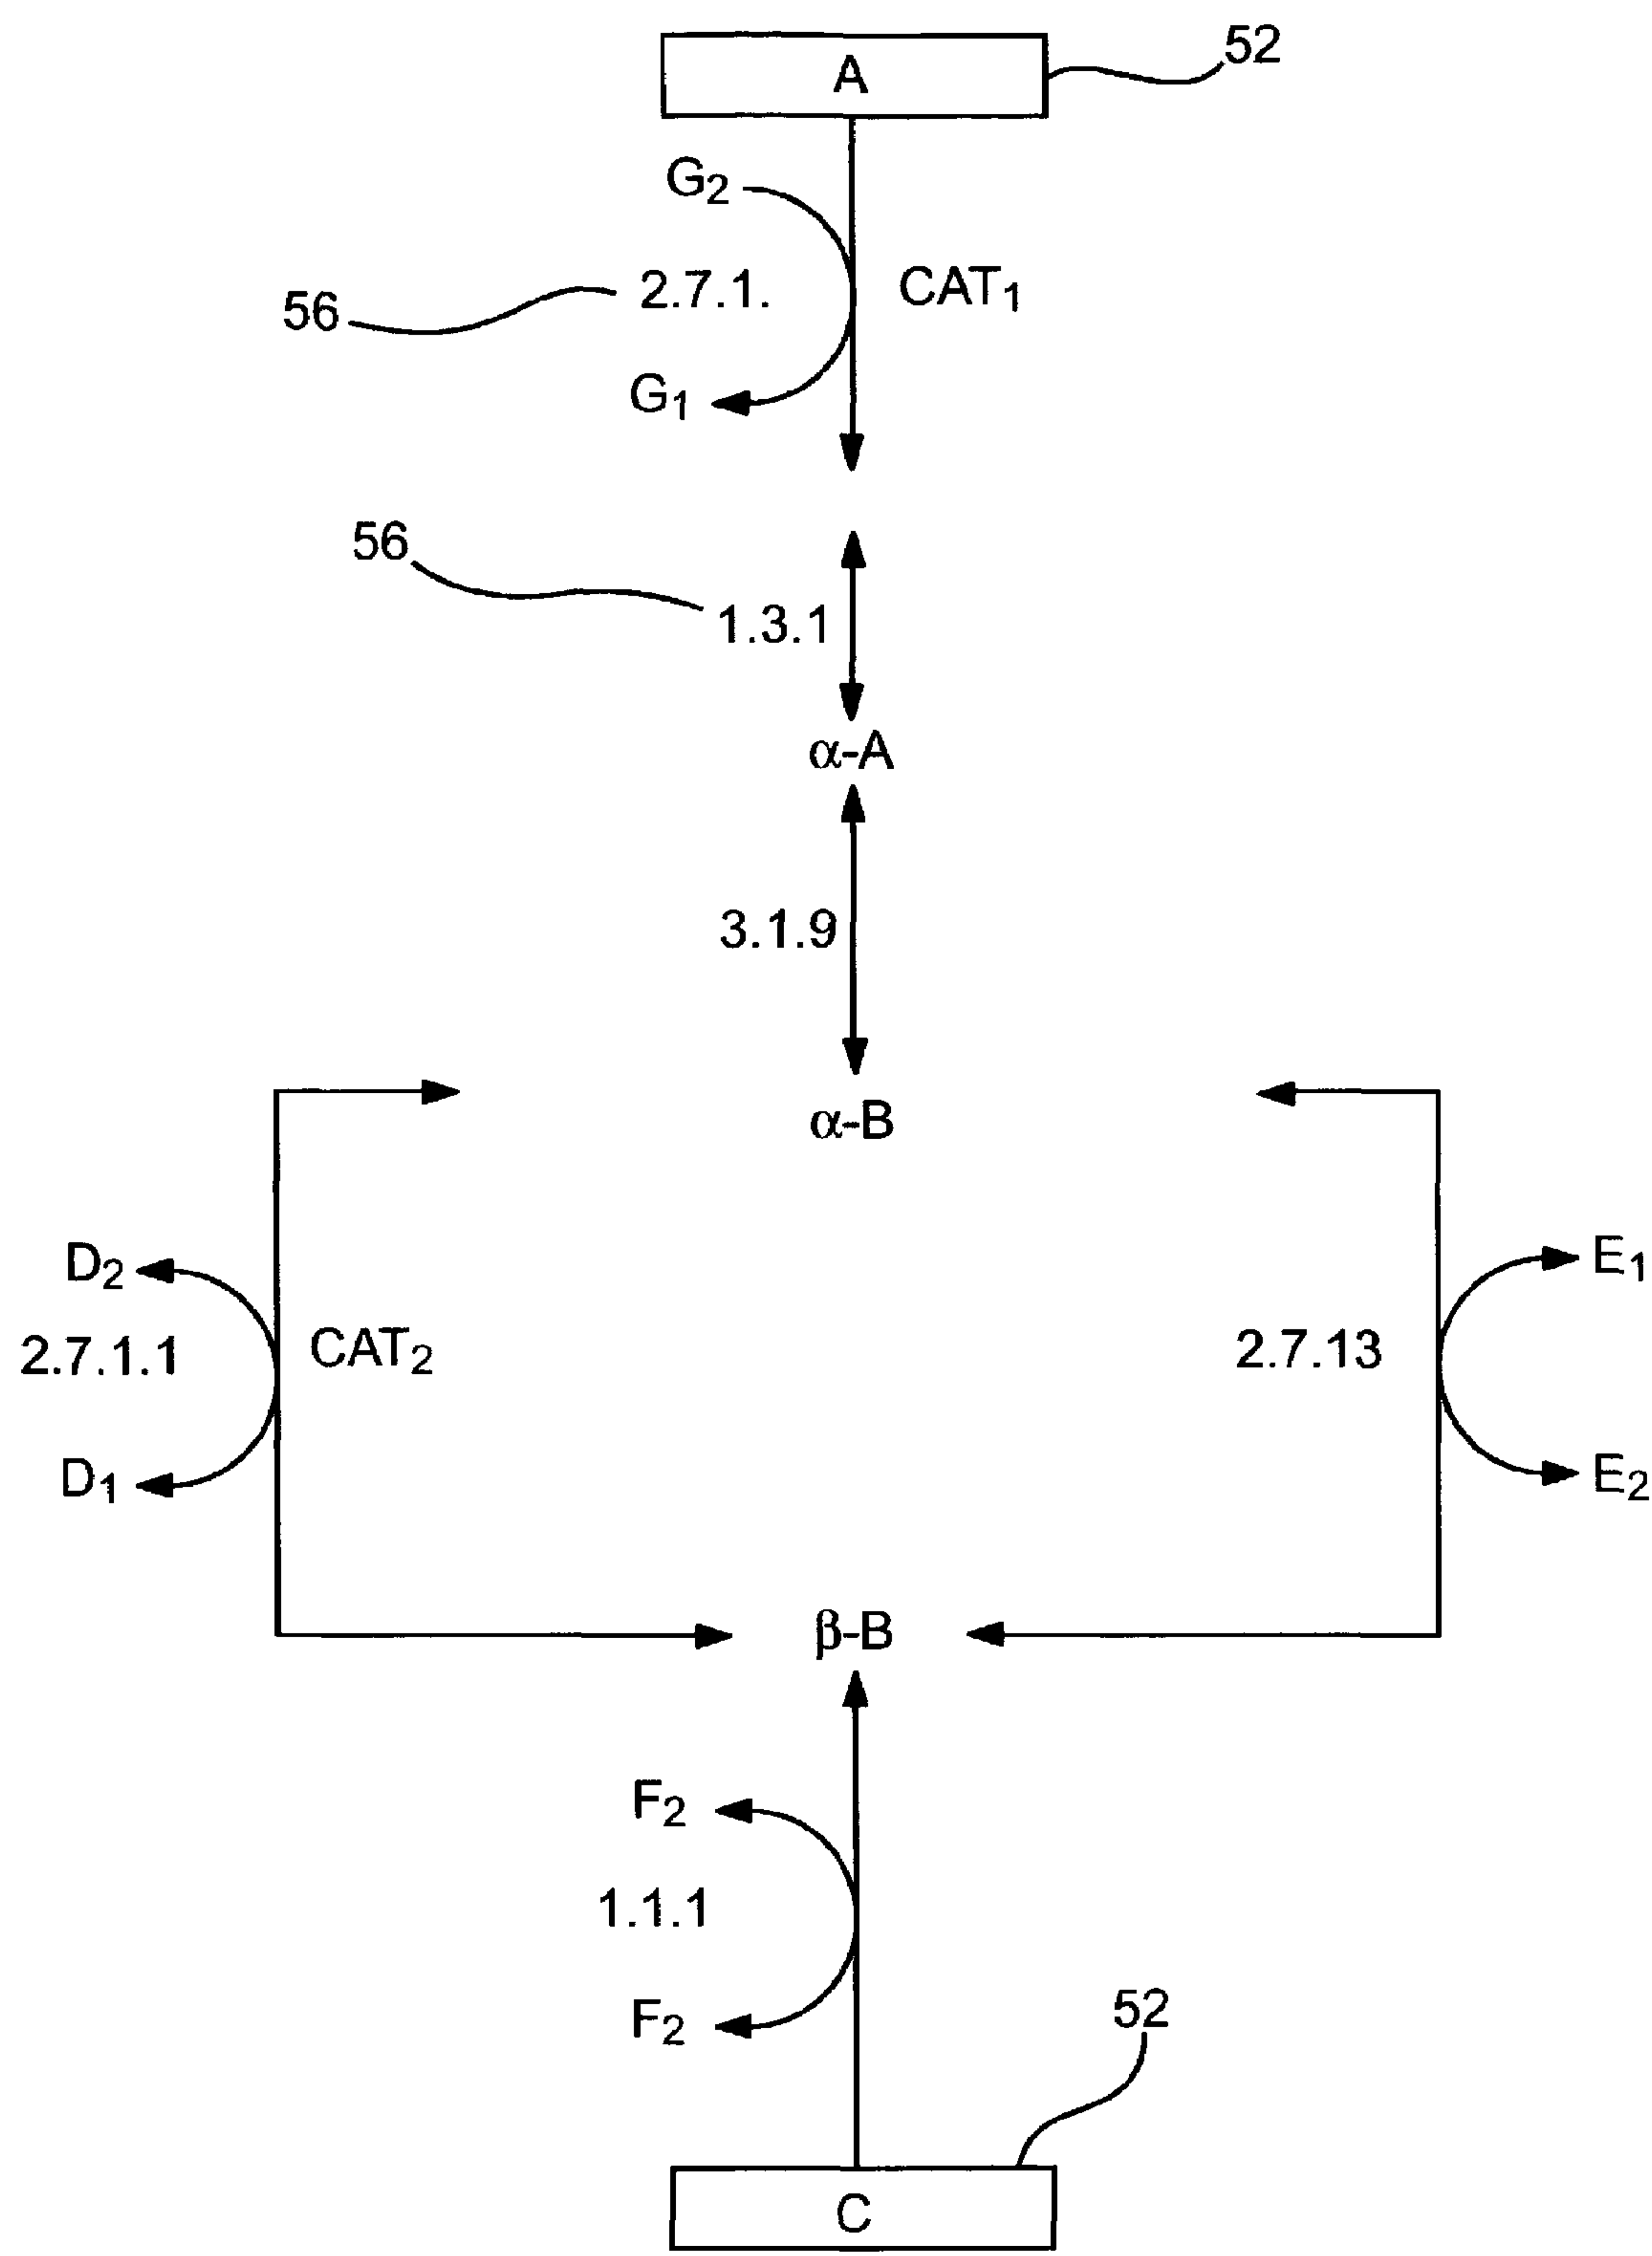 A
52
G2
56
2.7.1.
CAT1
G1
56
1.3.1
α-A
3.1.9
α-B
D2
E1
2.7.1.1
CAT2
2.7.13
D1
E2
β-B
F2
1.1.1
F2
52
C